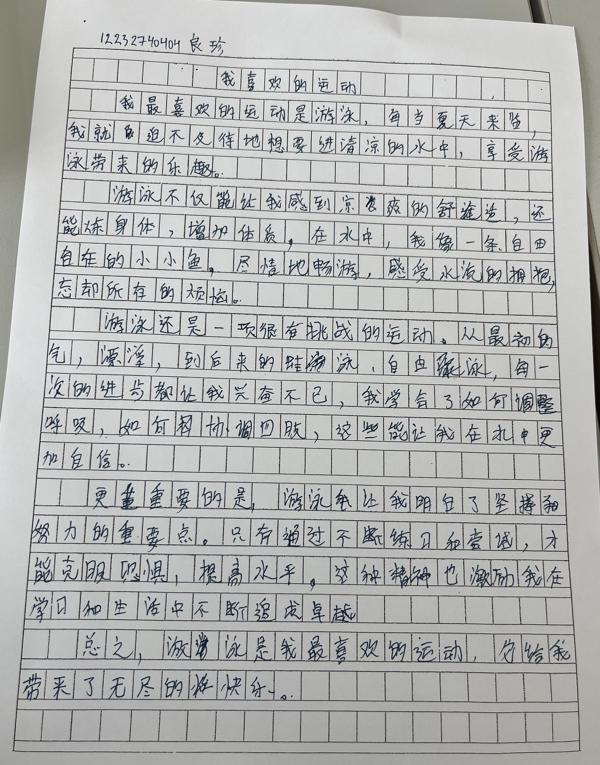 12232740404 良珍
我喜欢的运动
我最喜欢的运动是游泳，每当夏天来临，
我就迫不及待地想要进清凉的水中，享受游
泳带来的乐趣。
游泳不仅能让我感到凉爽的舒适，还
能炼身体，增加体质。在水中，我像一条自由
自在的小小鱼。尽情地畅游，感受水流的拥抱，
忘却所有的烦恼。
游泳还是一项很有挑战的运动。从最初的
气，漂浮，到后来的蛙泳，自由泳，每一
次的进步都让我兴奋不已，我学会了如何调整
呼吸，如何协调四肢，这些能让我在水中更
加自信。
更重要的是，游泳让我明白了坚持和
努力的重要点。只有通过不断练习和尝试，才
能克服恐惧，提高水平。这种精神也激励我在
学习和生活中不断追求卓越
总之，游泳是我最喜欢的运动，给我
带来了无尽的快乐。